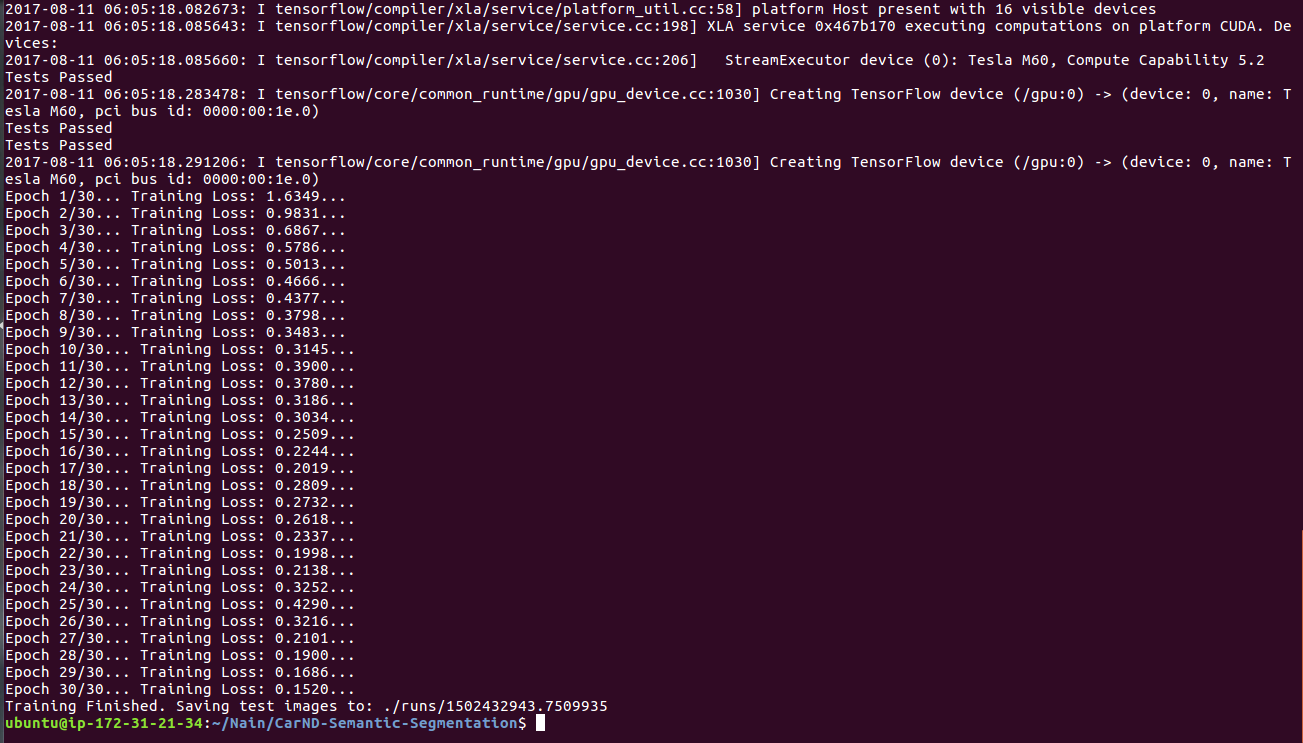 2017-08-11 06:05:18.082673: I tensorflow/compiler/xla/service/platform_util.cc:58] platform Host present with 16 visible devices
2017-08-11 06:05:18.085643: I tensorflow/compiler/xla/service/service.cc:198] XLA service 0x467b170 executing computations on platform CUDA. De
vices:
2017-08-11 06:05:18.085660: I tensorflow/compiler/xla/service/service.cc:206]   StreamExecutor device (0): Tesla M60, Compute Capability 5.2
Tests Passed
2017-08-11 06:05:18.283478: I tensorflow/core/common_runtime/gpu/gpu_device.cc:1030] Creating TensorFlow device (/gpu:0) -> (device: 0, name: T
esla M60, pci bus id: 0000:00:1e.0)
Tests Passed
Tests Passed
2017-08-11 06:05:18.291206: I tensorflow/core/common_runtime/gpu/gpu_device.cc:1030] Creating TensorFlow device (/gpu:0) -> (device: 0, name: T
esla M60, pci bus id: 0000:00:1e.0)
Epoch 1/30... Training Loss: 1.6349...
Epoch 2/30... Training Loss: 0.9831...
Epoch 3/30... Training Loss: 0.6867...
Epoch 4/30... Training Loss: 0.5786...
Epoch 5/30... Training Loss: 0.5013...
Epoch 6/30... Training Loss: 0.4666...
Epoch 7/30... Training Loss: 0.4377...
Epoch 8/30... Training Loss: 0.3798...
Epoch 9/30... Training Loss: 0.3483...
Epoch 10/30... Training Loss: 0.3145...
Epoch 11/30... Training Loss: 0.3900...
Epoch 12/30... Training Loss: 0.3780...
Epoch 13/30... Training Loss: 0.3186...
Epoch 14/30... Training Loss: 0.3034...
Epoch 15/30... Training Loss: 0.2509...
Epoch 16/30... Training Loss: 0.2244...
Epoch 17/30... Training Loss: 0.2019...
Epoch 18/30... Training Loss: 0.2809...
Epoch 19/30... Training Loss: 0.2732...
Epoch 20/30... Training Loss: 0.2618...
Epoch 21/30... Training Loss: 0.2337...
Epoch 22/30... Training Loss: 0.1998...
Epoch 23/30... Training Loss: 0.2138...
Epoch 24/30... Training Loss: 0.3252...
Epoch 25/30... Training Loss: 0.4290...
Epoch 26/30... Training Loss: 0.3216...
Epoch 27/30... Training Loss: 0.2101...
Epoch 28/30... Training Loss: 0.1900...
Epoch 29/30... Training Loss: 0.1686...
Epoch 30/30... Training Loss: 0.1520...
Training Finished. Saving test images to: ./runs/1502432943.7509935
ubuntu@ip-172-31-21-34:~/Nain/CarND-Semantic-Segmentation$